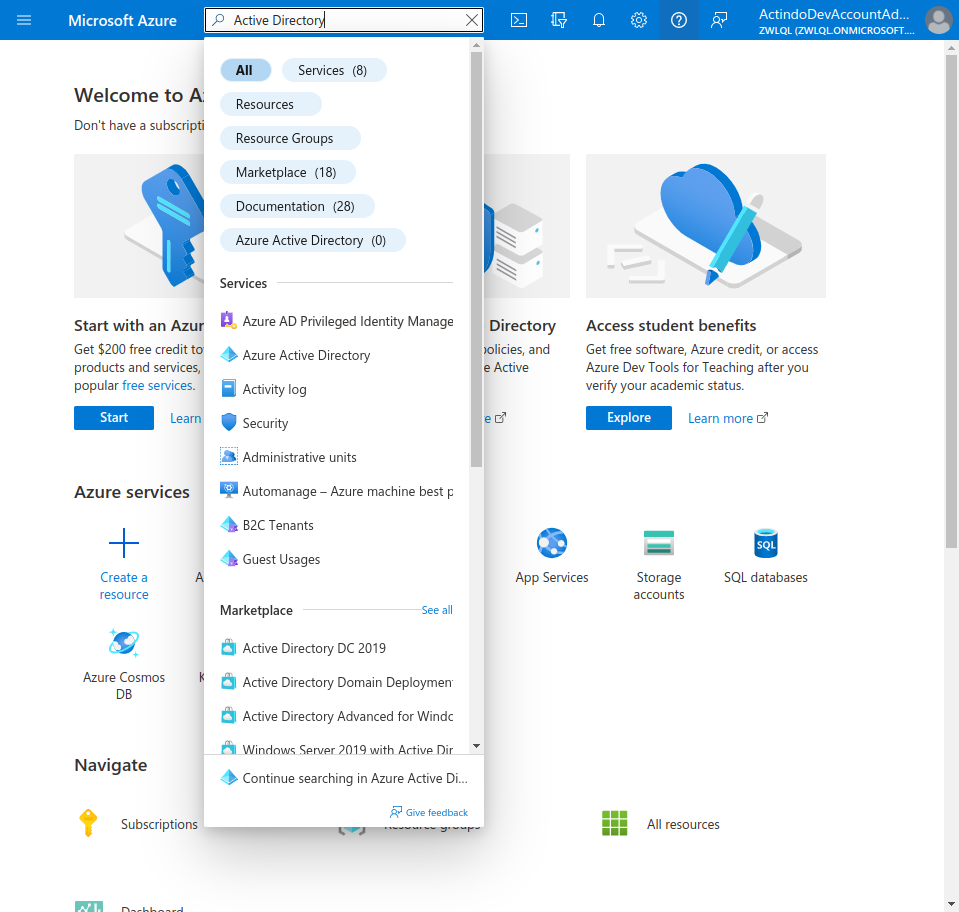 Microsoft Azure
Active Directory
ActindoDevAccountAd...
ZWLQL (ZWLQL.ONMICROSOFT....
All
Services (8)
Resources
Resource Groups
Marketplace (18)
Documentation (28)
Azure Active Directory (0)
Services
Azure AD Privileged Identity Manage
Azure Active Directory
Activity log
Security
Administrative units
Automanage – Azure machine best p
B2C Tenants
Guest Usages
Marketplace
See all
Active Directory DC 2019
Active Directory Domain Deploymen
Active Directory Advanced for Windo
Windows Server 2019 with Active Dir
Continue searching in Azure Active Di...
Give feedback
Welcome to A
Don't have a subscripti
Start with an Azur
Get $200 free credit to
products and services,
popular free services.
Start
Learn
Directory
policies, and
e Active
Access student benefits
Get free software, Azure credit, or access
Azure Dev Tools for Teaching after you
verify your academic status.
Explore
Learn more
Azure services
Create a
resource
App Services
Storage
accounts
SQL
SQL databases
Azure Cosmos
DB
Navigate
Subscriptions
Resource groups
All resources
Dashboard